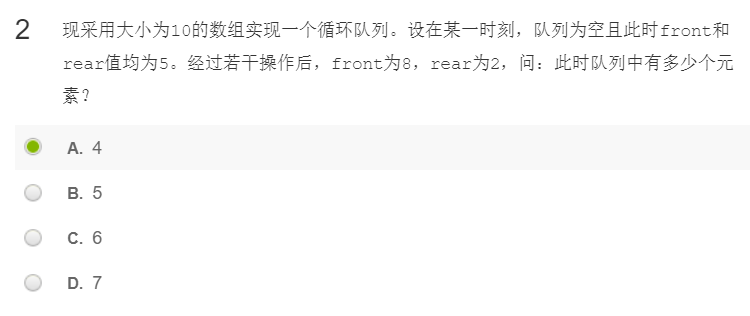 2 现采用大小为10的数组实现一个循环队列。设在某一时刻，队列为空且此时front和
rear值均为5。经过若干操作后，front为8，rear为2，问：此时队列中有多少个元
素？
A. 4
B. 5
C. 6
D. 7